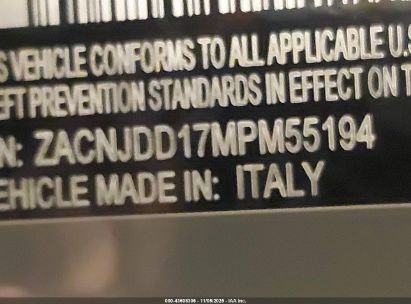 S VEHICLE CONFORMS TO ALL APPLICABLE U.S
EFT PREVENTION STANDARDS IN EFFECT ON T
N: ZACNJDD17MPM55194
EHICLE MADE IN: ITALY